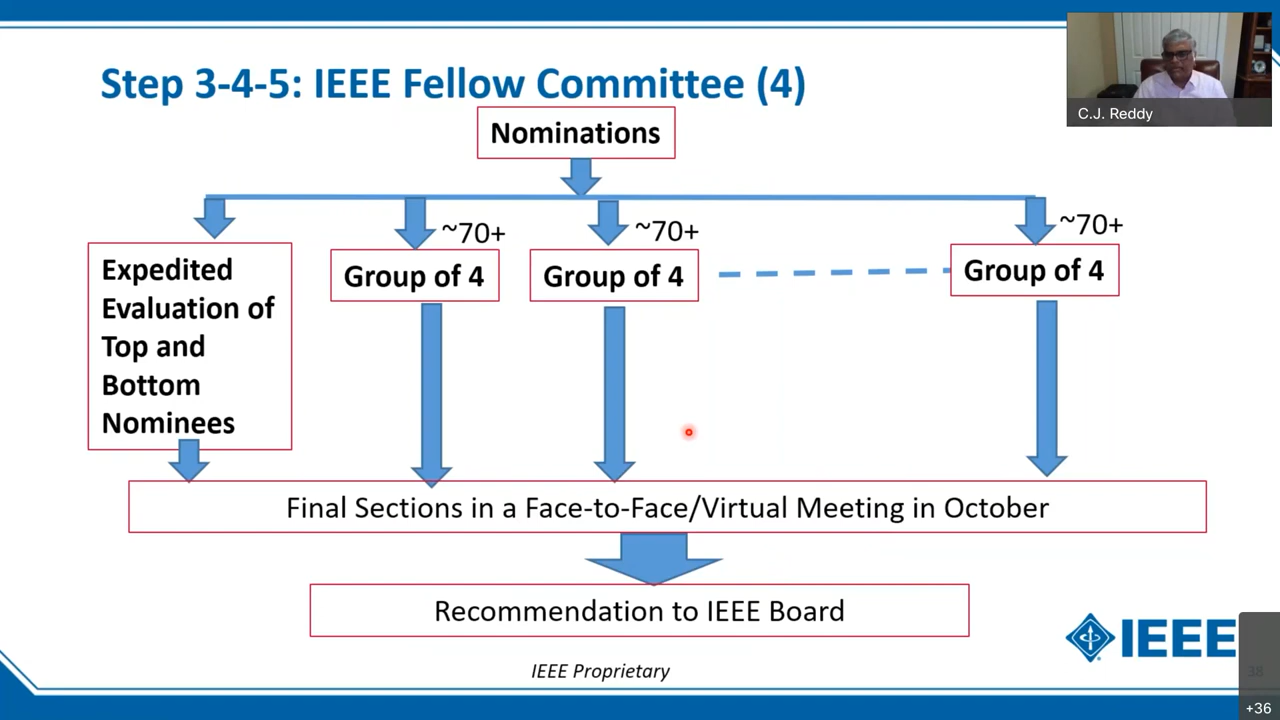 Step 3-4-5: IEEE Fellow Committee (4)
C.J. Reddy
Nominations
~70+
~70+
~70+
Expedited
Evaluation of
Top and
Bottom
Nominees
Group of 4
Group of 4
Group of 4
Final Sections in a Face-to-Face/Virtual Meeting in October
Recommendation to IEEE Board
IEEE
IEEE Proprietary
38
+36